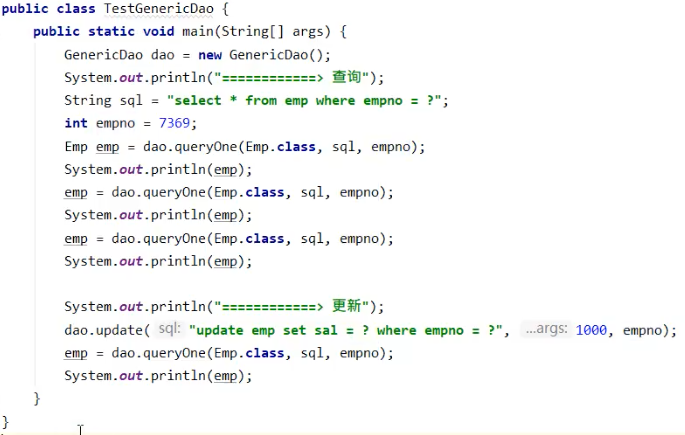 public class TestGenericDao {
    public static void main(String[] args) {
        GenericDao dao = new GenericDao();
        System.out.println("============> 查询");
        String sql = "select * from emp where empno = ?";
        int empno = 7369;
        Emp emp = dao.queryOne(Emp.class, sql, empno);
        System.out.println(emp);
        emp = dao.queryOne(Emp.class, sql, empno);
        System.out.println(emp);
        emp = dao.queryOne(Emp.class, sql, empno);
        System.out.println(emp);

        System.out.println("============> 更新");
        dao.update( sql: "update emp set sal = ? where empno = ?", ...args: 1000, empno);
        emp = dao.queryOne(Emp.class, sql, empno);
        System.out.println(emp);
    }
}